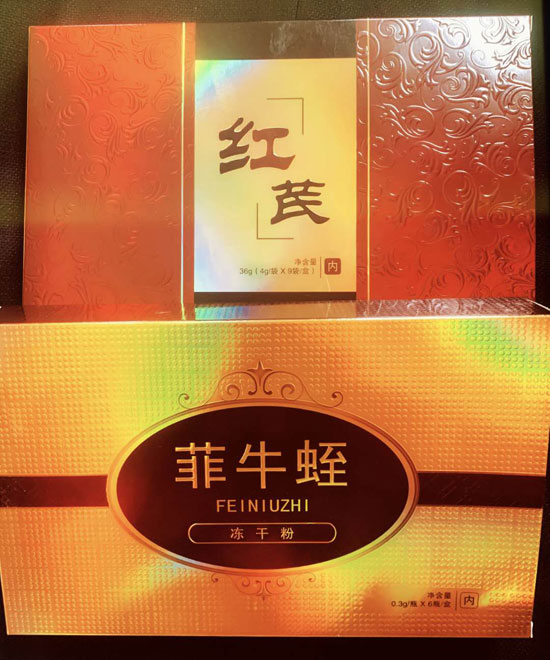 红
芪
净含量
36g（4g/袋 X 9袋/盒）
内
菲牛蛭
FEINIUZHI
冻干粉
净含量
0.3g/瓶 X 6瓶/盒
内